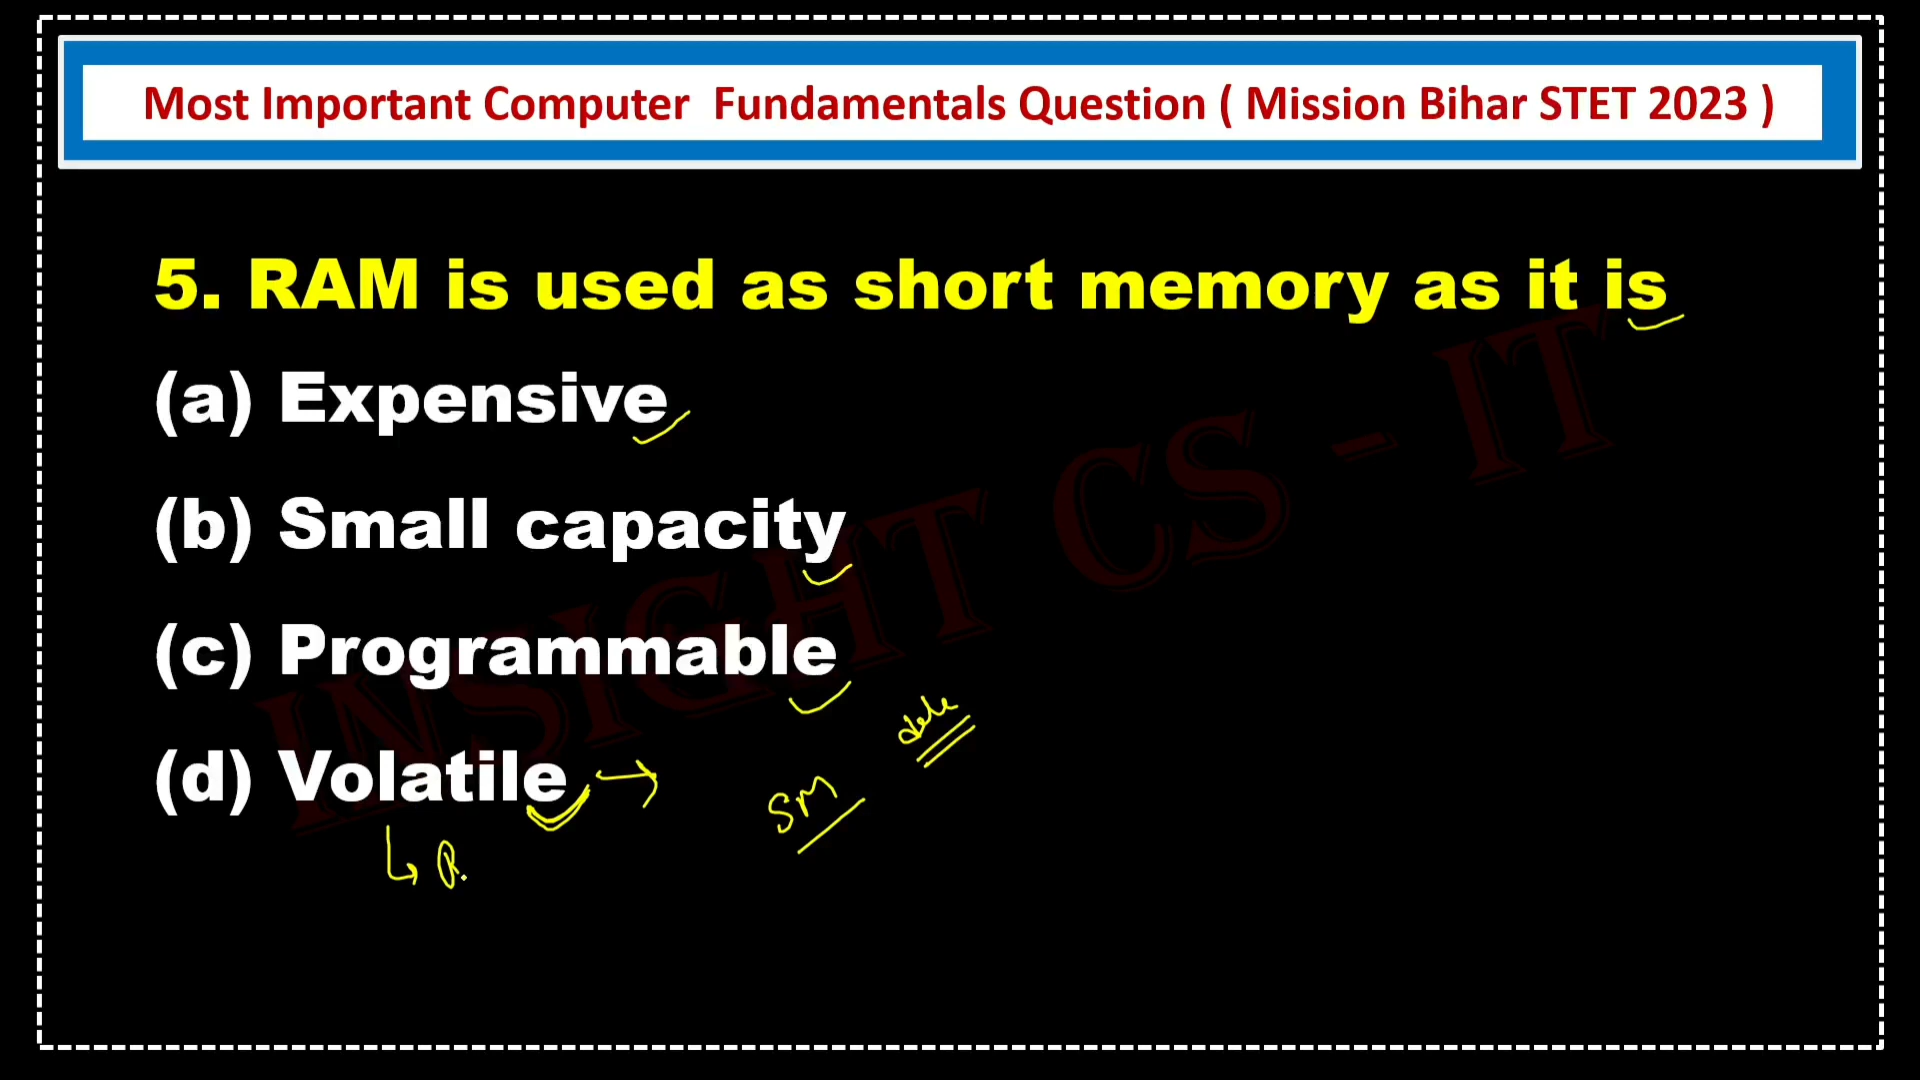 Most Important Computer Fundamentals Question ( Mission Bihar STET 2023 )
5. RAM is used as short memory as it is
(a) Expensive
(b) Small capacity
(c) Programmable
(d) Volatile
SM
INSIGHT CS - IT